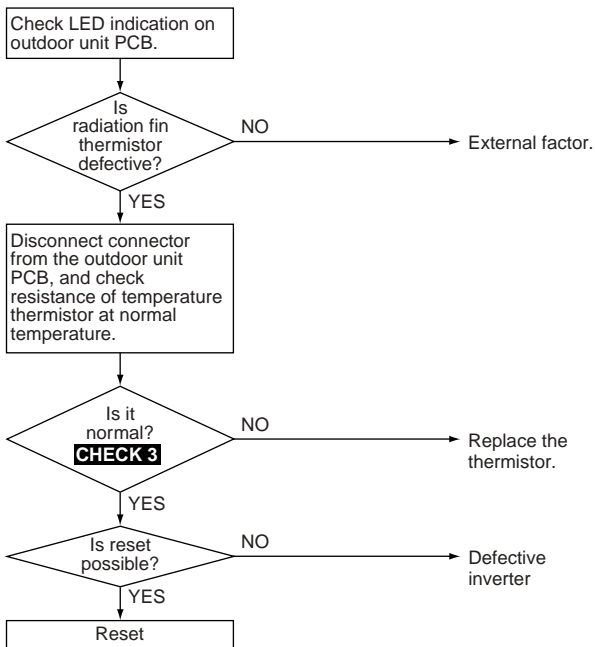 Check LED indication on
outdoor unit PCB.
Is
radiation fin
thermistor
defective?
NO
External factor.
YES
Disconnect connector
from the outdoor unit
PCB, and check
resistance of temperature
thermistor at normal
temperature.
Is it
normal?
CHECK 3
NO
Replace the
thermistor.
YES
Is reset
possible?
NO
Defective
inverter
YES
Reset